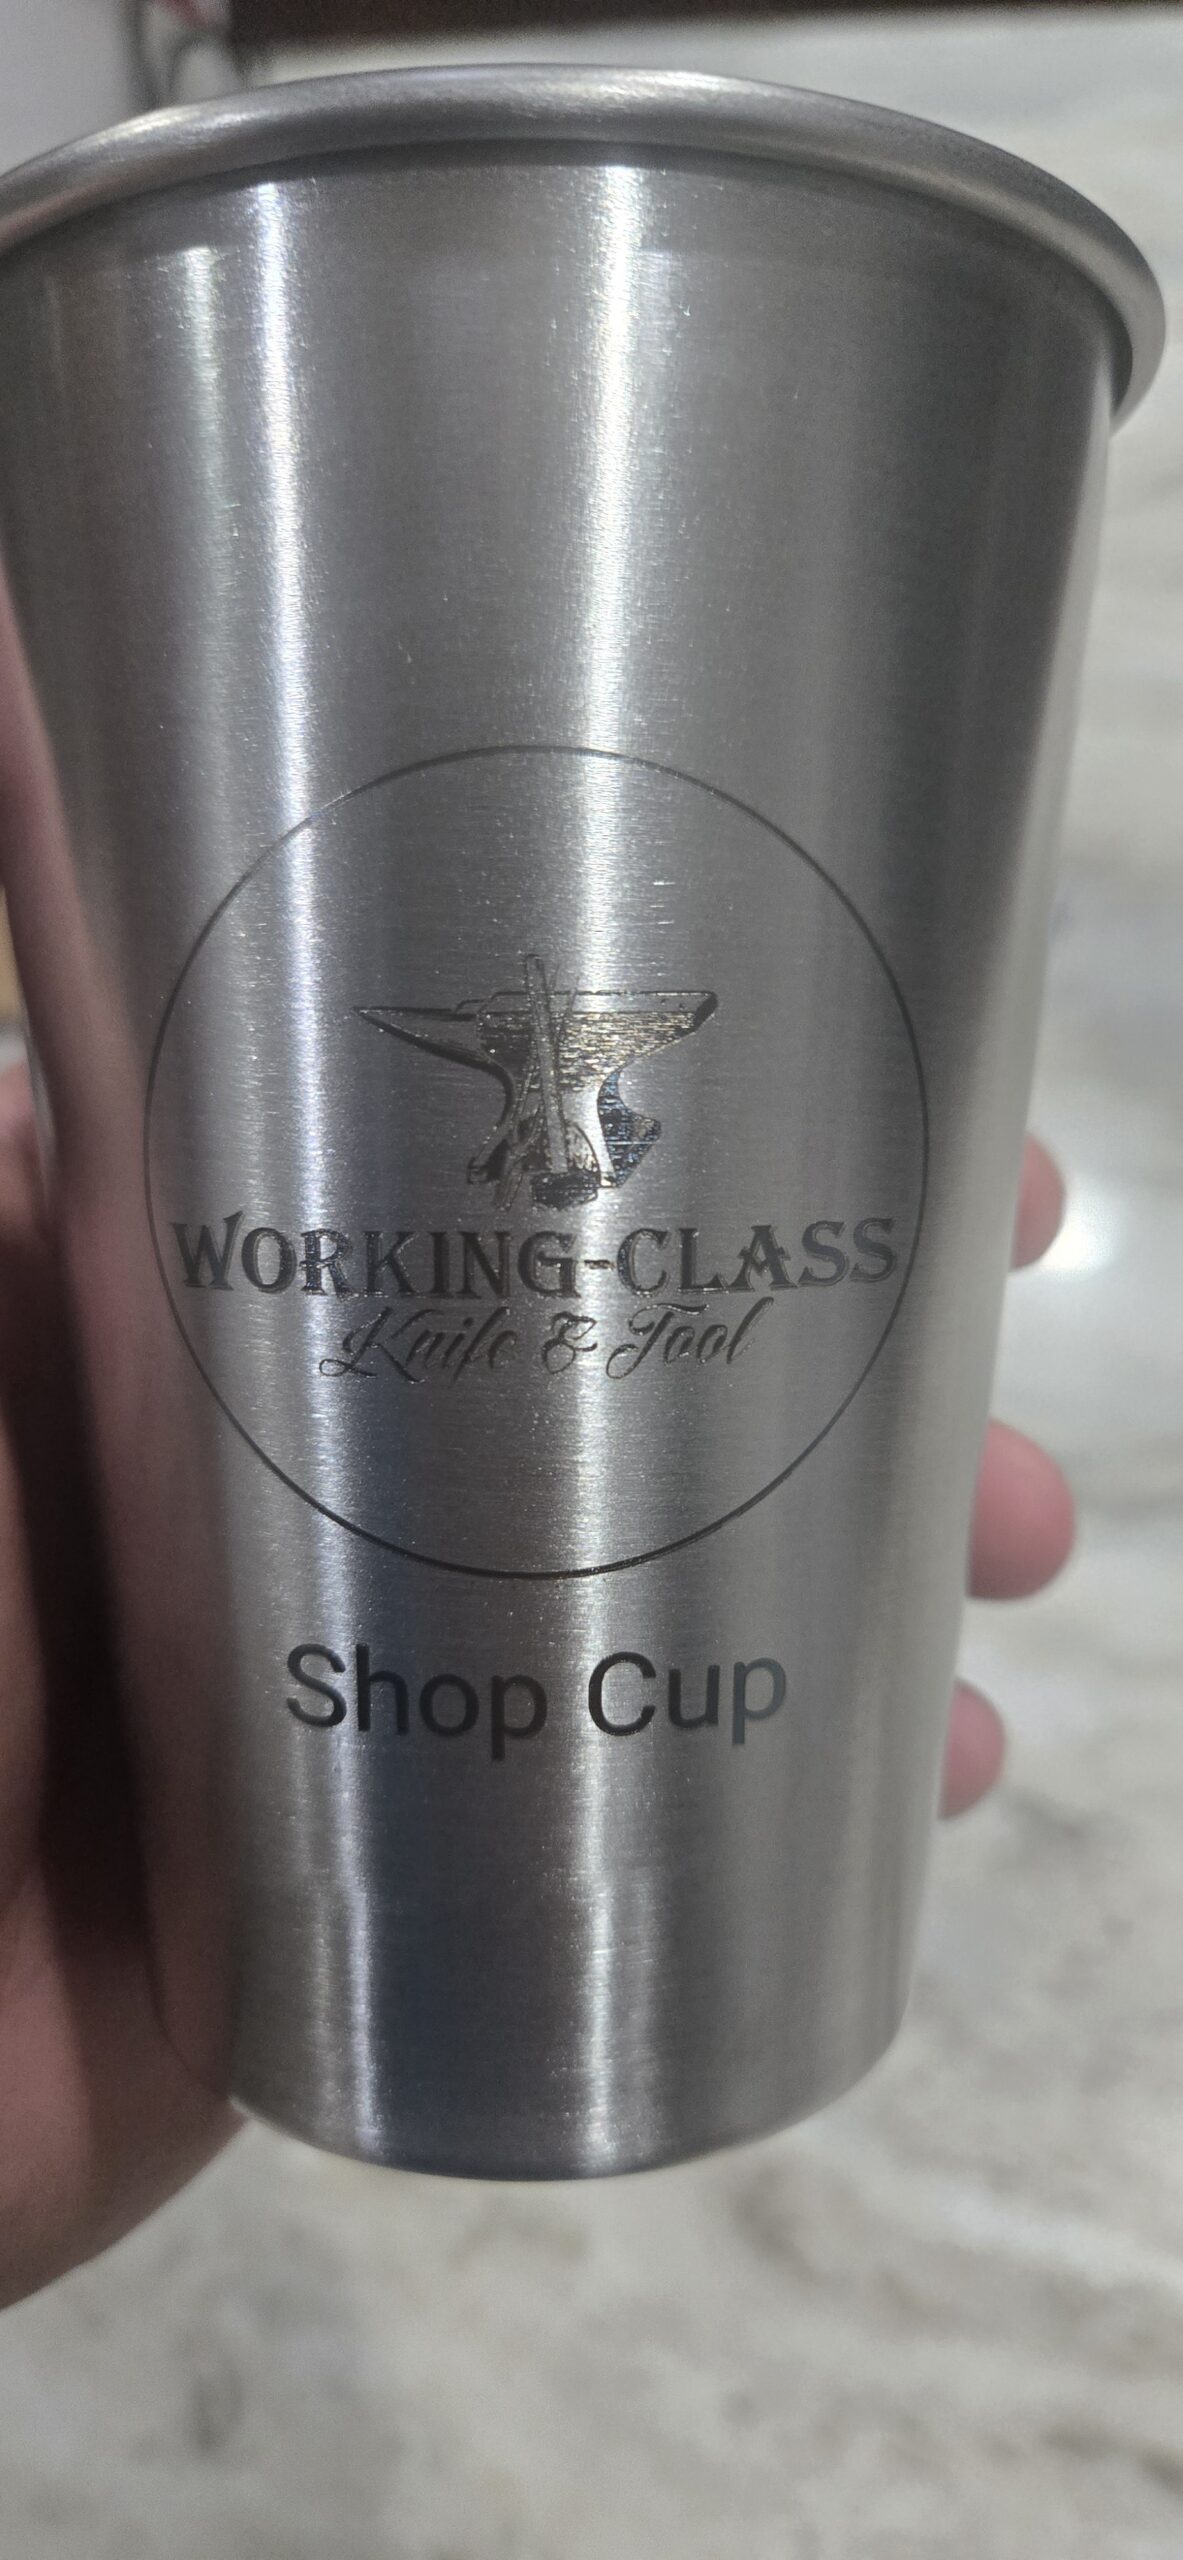 WORKING-CLASS
Knife & Tool
Shop Cup